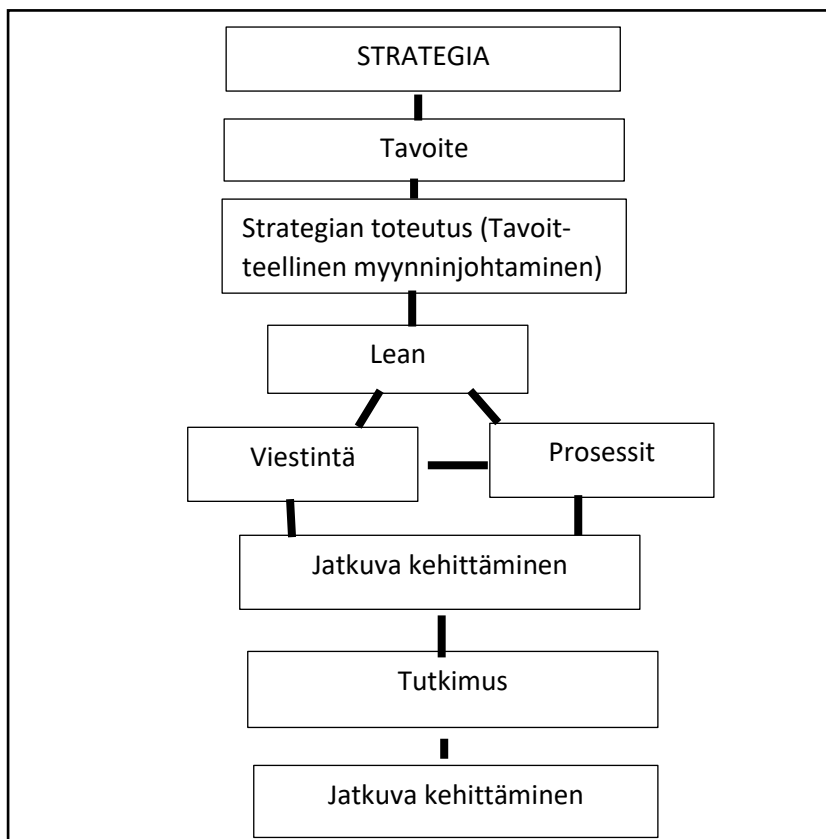 STRATEGIA
Tavoite
Strategian toteutus (Tavoit-
teellinen myynninjohtaminen)
Lean
Viestintä
Prosessit
Jatkuva kehittäminen
Tutkimus
Jatkuva kehittäminen